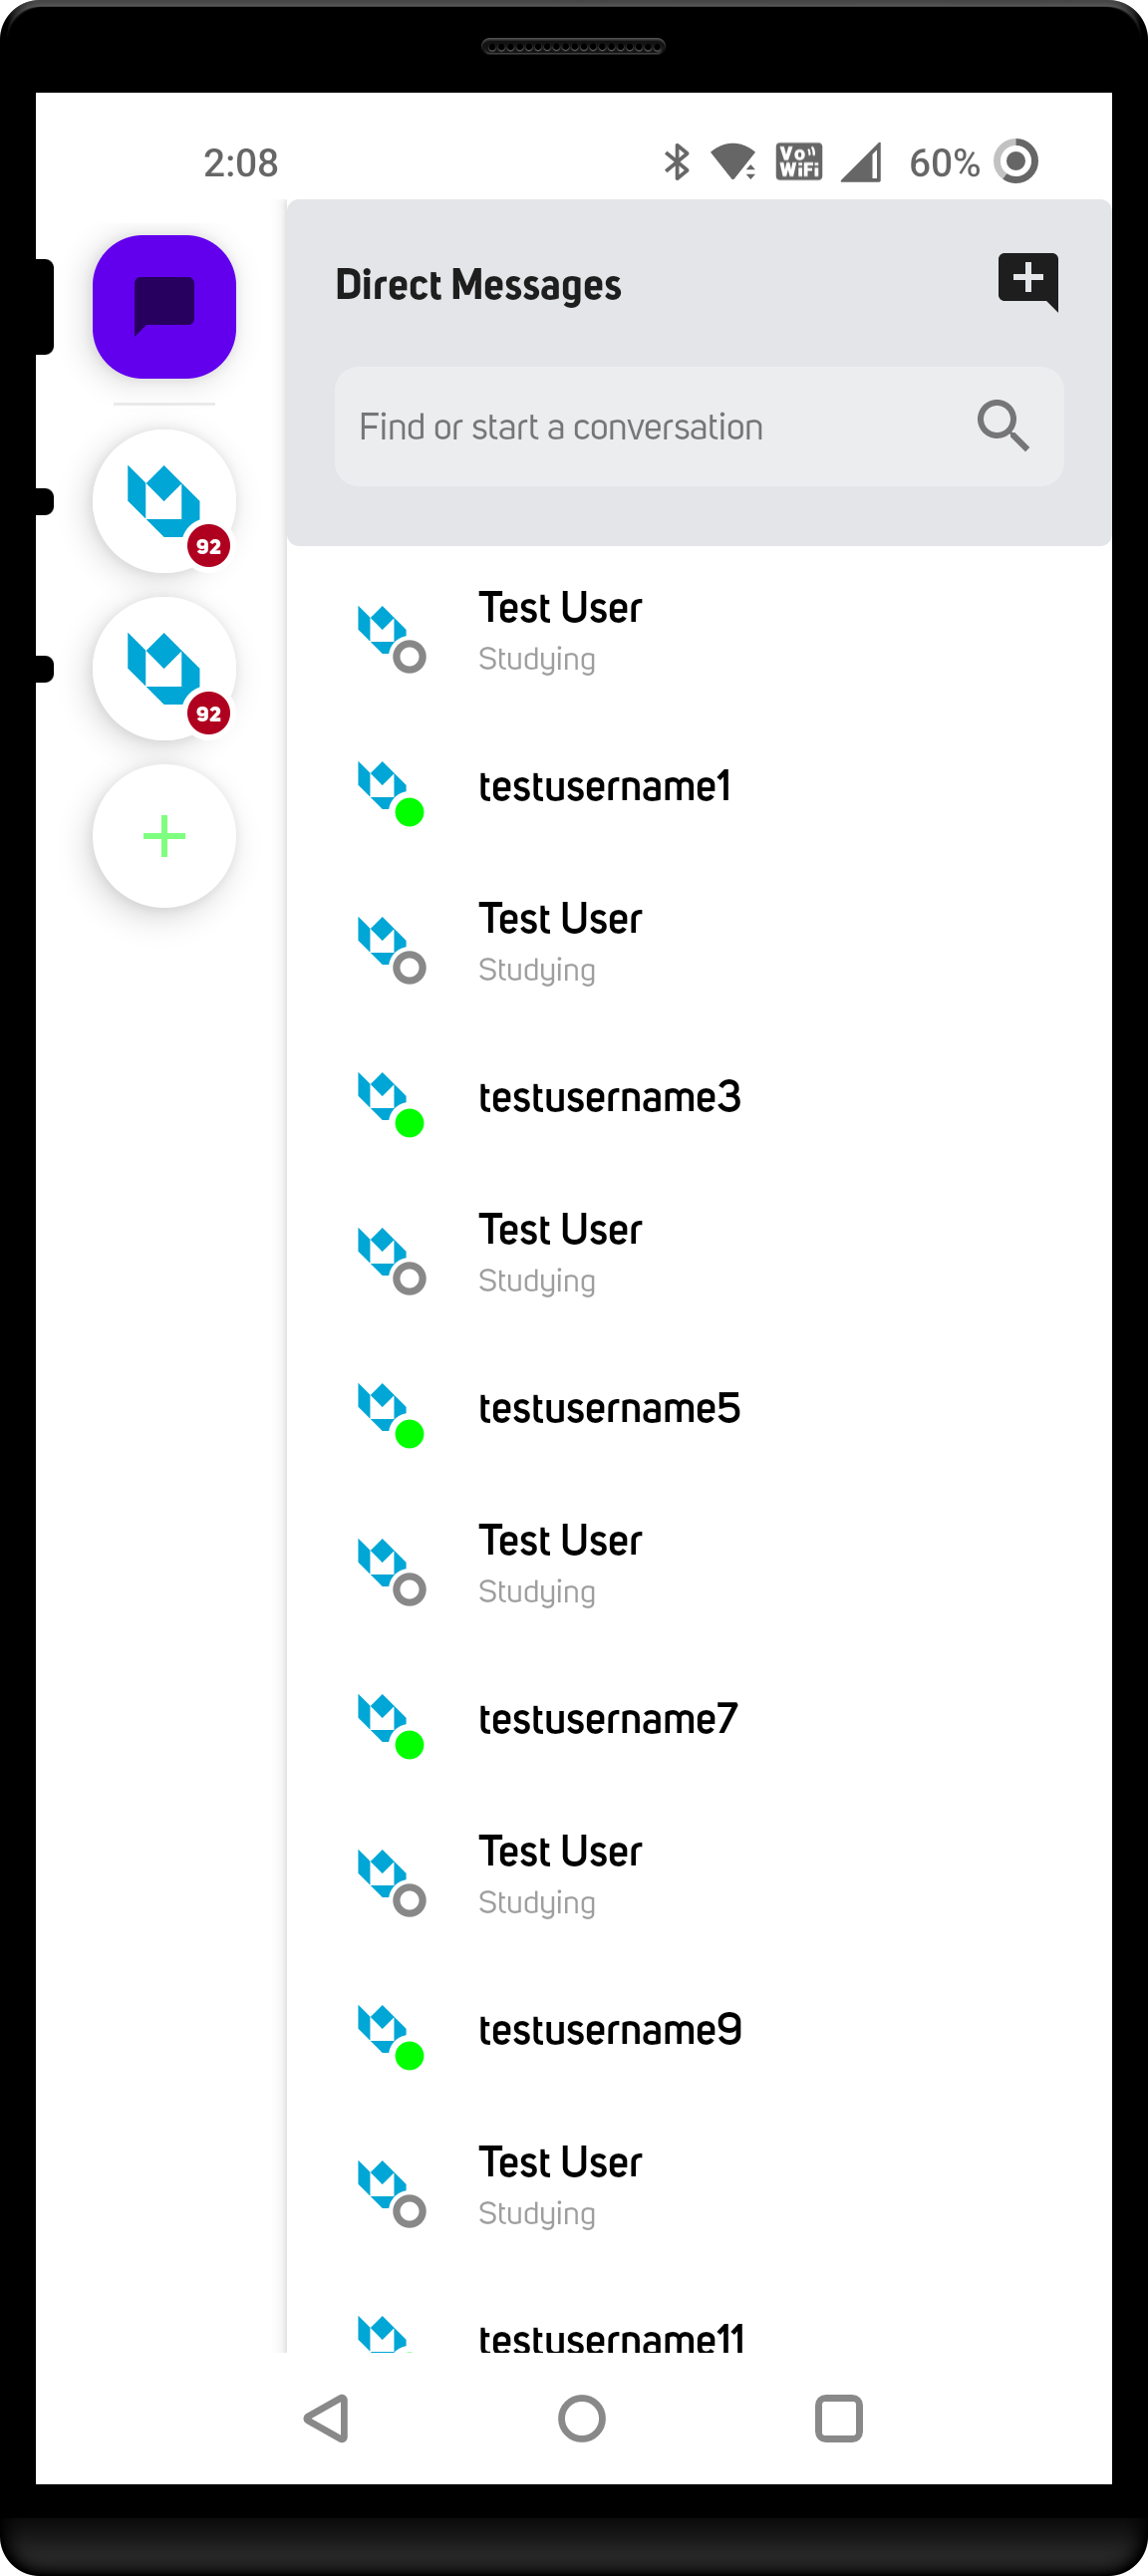 2:08
Vo WiFi
60%
Direct Messages
Find or start a conversation
92
92
Test User
Studying
testusername1
Test User
Studying
testusername3
Test User
Studying
testusername5
Test User
Studying
testusername7
Test User
Studying
testusername9
Test User
Studying
testusername11